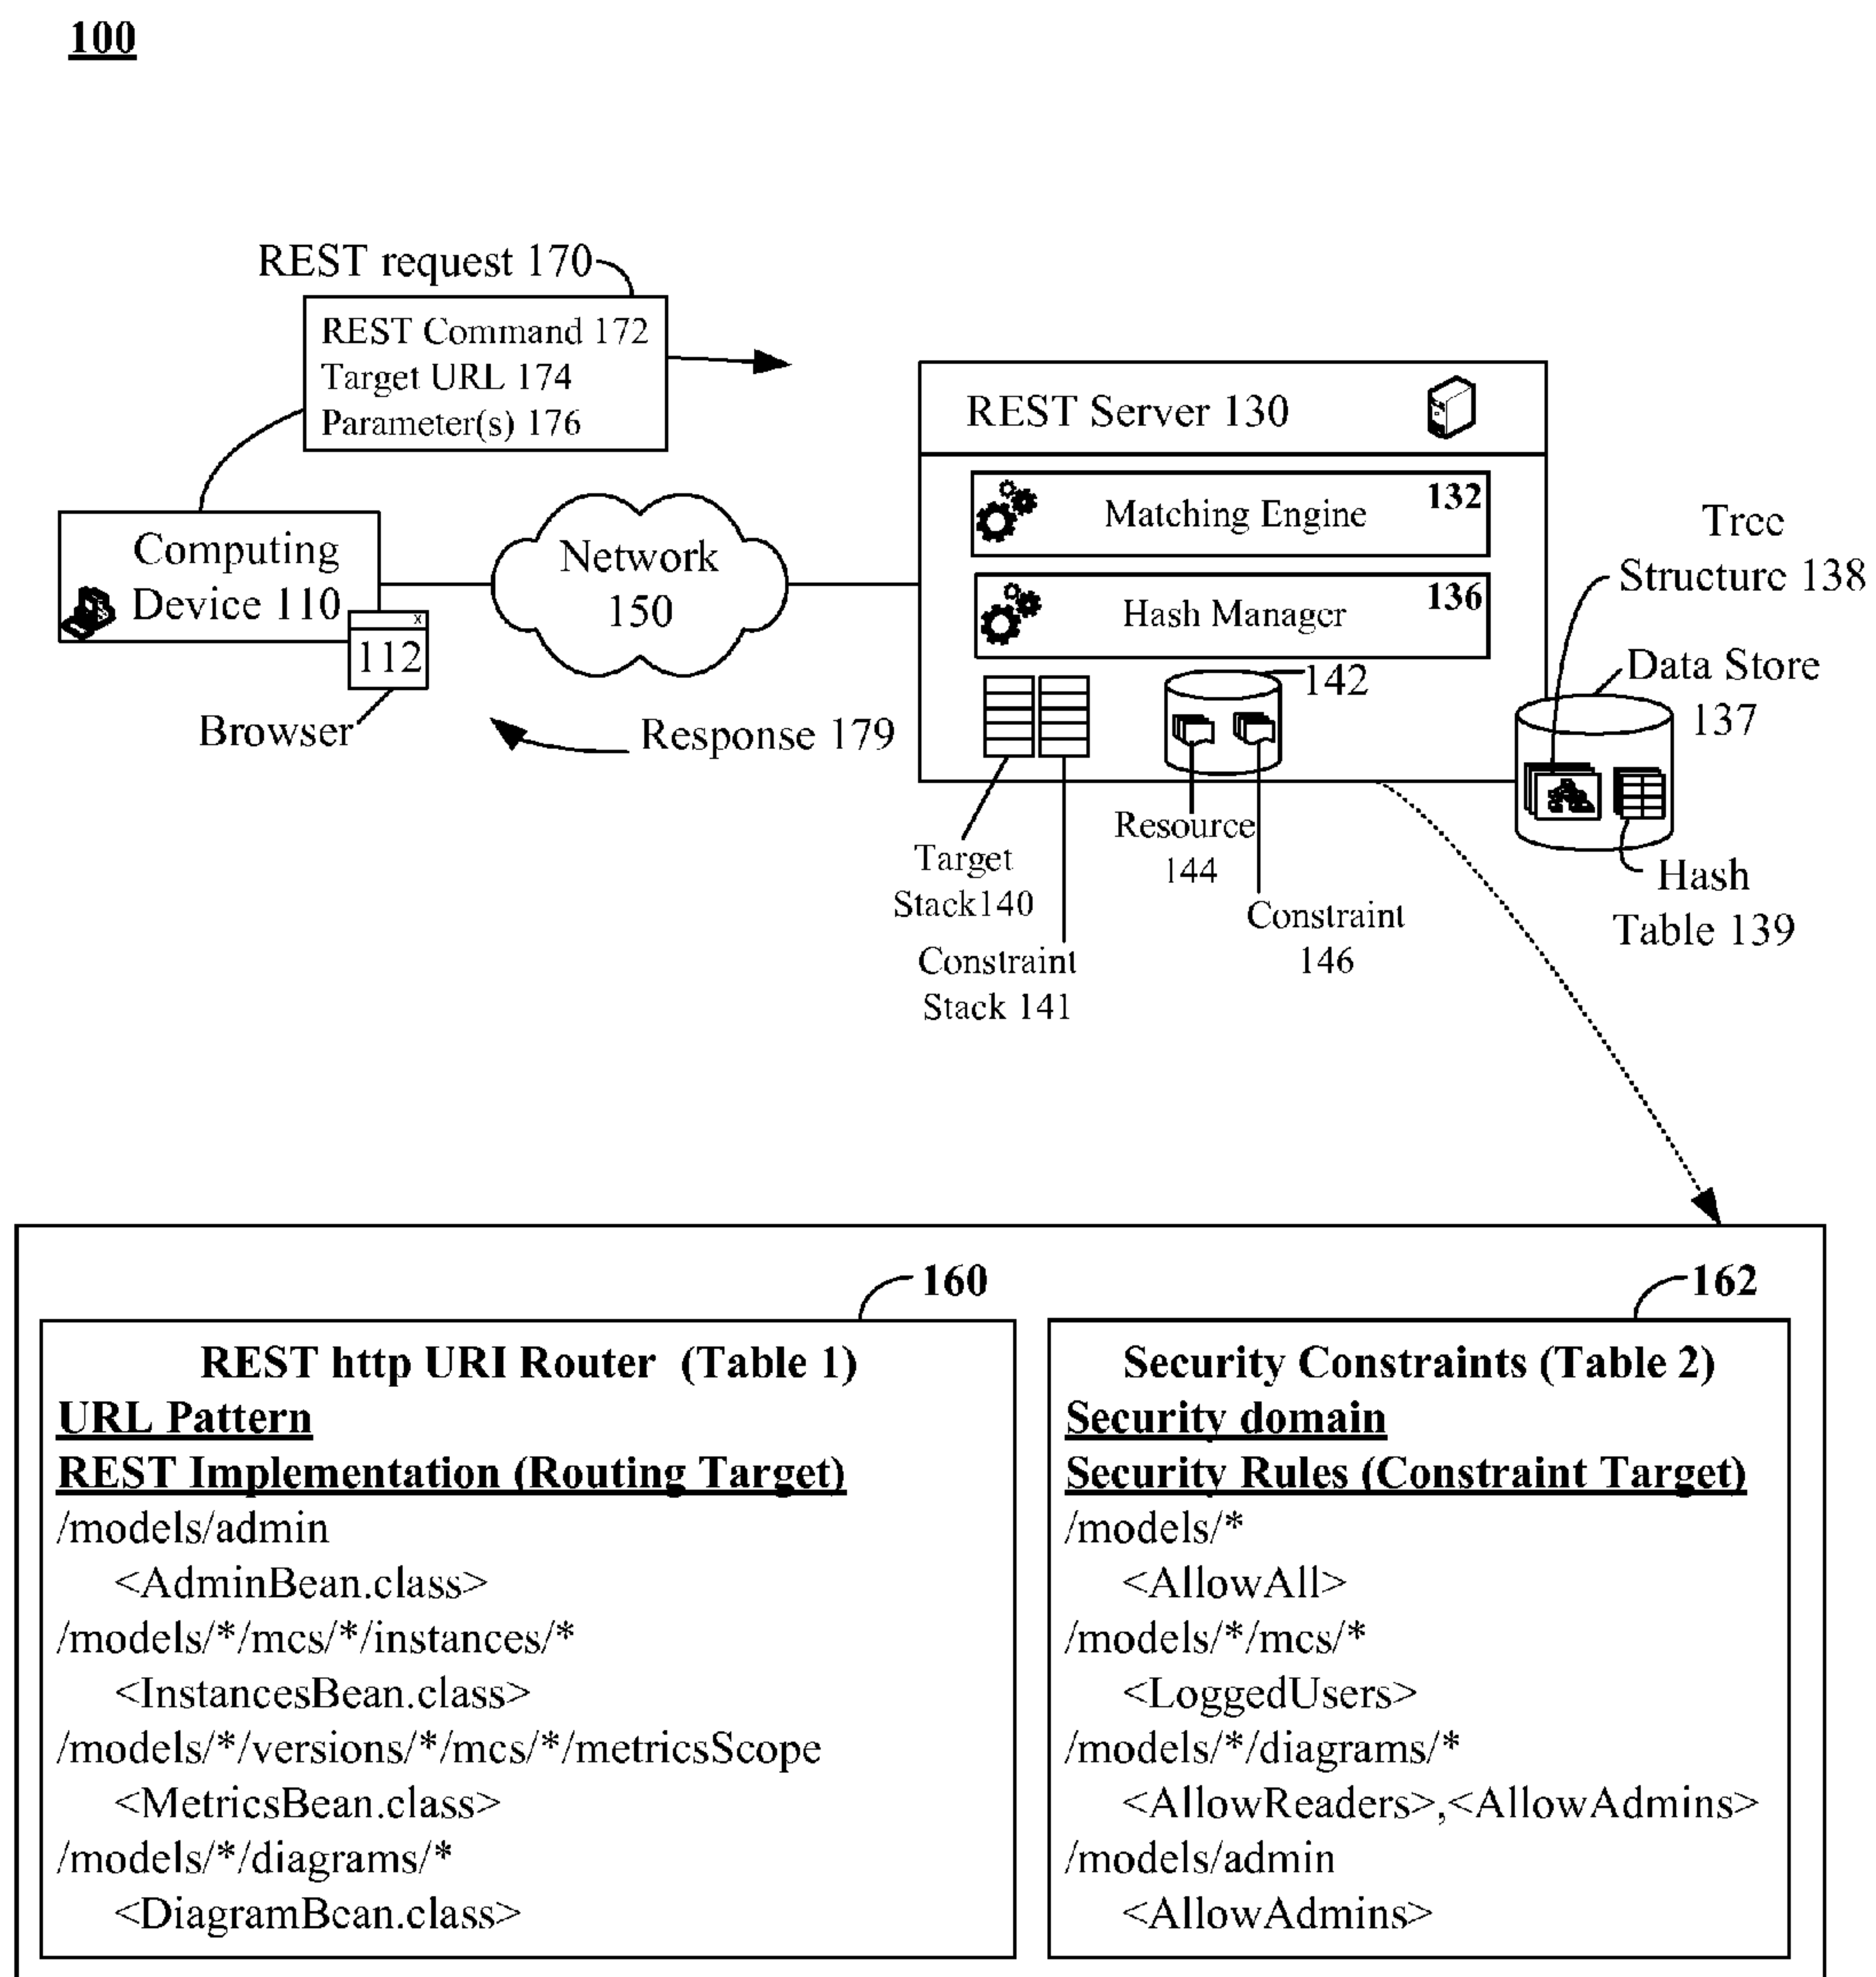 100
REST request 170
REST Command 172
Target URL 174
Parameter(s) 176
REST Server 130
Matching Engine 132
Hash Manager 136
Computing
Device 110
112
Browser
Network
150
Response 179
Tree
Structure 138
Data Store
137
142
Resource
144
Target
Stack140
Constraint
146
Constraint
Stack 141
Hash
Table 139
160
REST http URI Router (Table 1)
URL Pattern
REST Implementation (Routing Target)
/models/admin
<AdminBean.class>
/models/*/mcs/*/instances/*
<InstancesBean.class>
/models/*/versions/*/mcs/*/metricsScope
<MetricsBean.class>
/models/*/diagrams/*
<DiagramBean.class>
162
Security Constraints (Table 2)
Security domain
Security Rules (Constraint Target)
/models/*
<AllowAll>
/models/*/mcs/*
<LoggedUsers>
/models/*/diagrams/*
<AllowReaders>,<AllowAdmins>
/models/admin
<AllowAdmins>